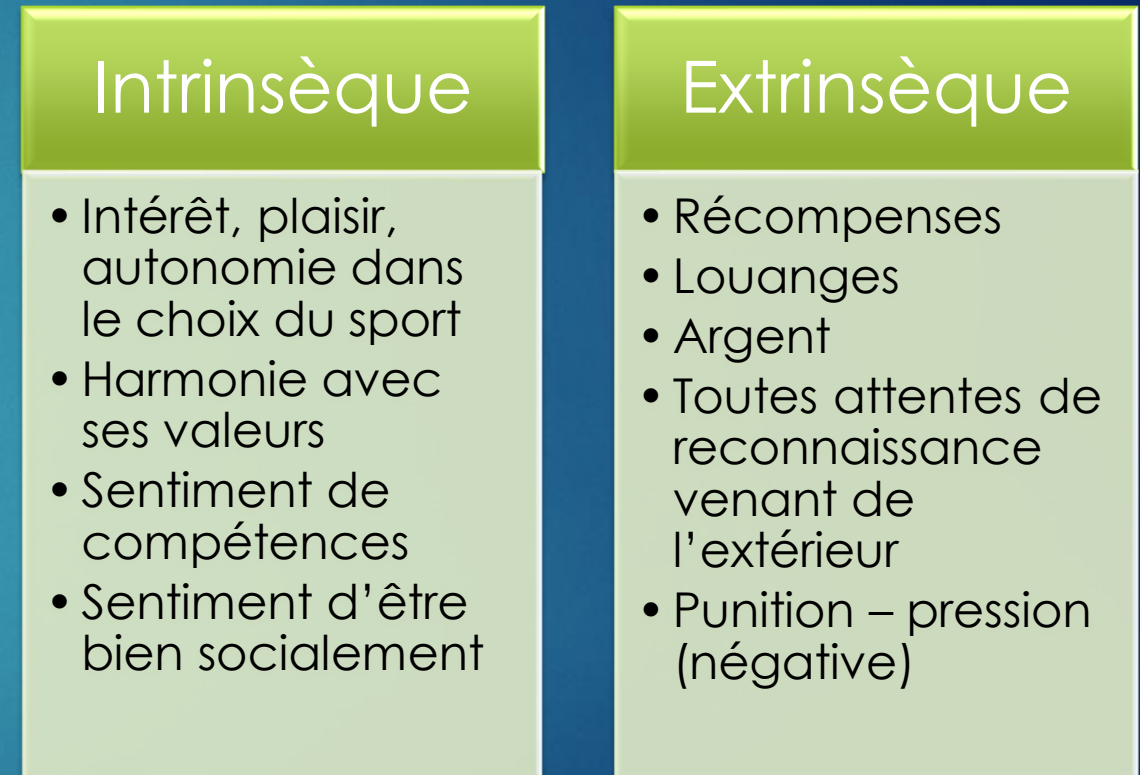 Intrinsèque
• Intérêt, plaisir,
autonomie dans
le choix du sport
• Harmonie avec
ses valeurs
• Sentiment de
compétences
• Sentiment d’être
bien socialement
Extrinsèque
• Récompenses
• Louanges
• Argent
• Toutes attentes de
reconnaissance
venant de
l’extérieur
• Punition – pression
(négative)